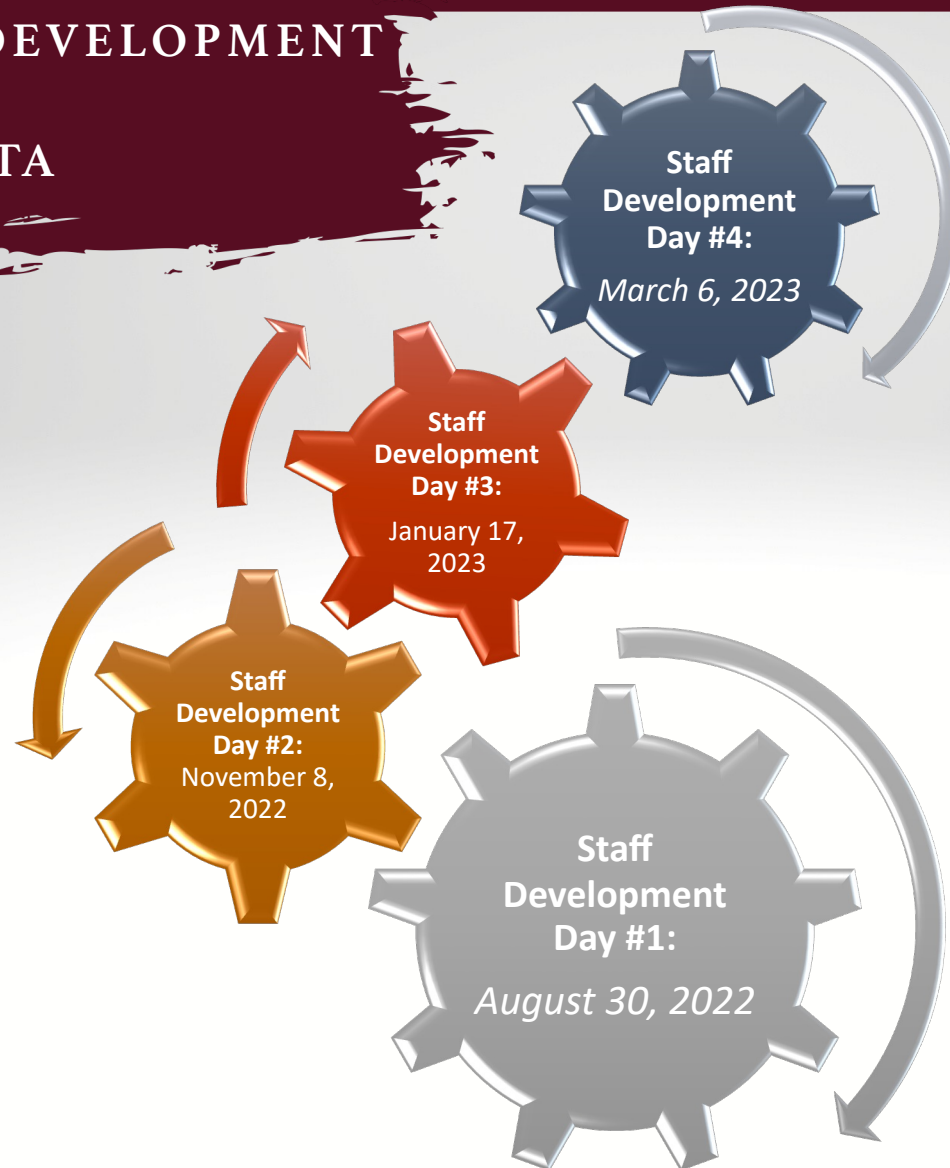 DEVELOPMENT
TA
Staff
Development
Day #4:
March 6, 2023
Staff
Development
Day #3:
January 17,
2023
Staff
Development
Day #2:
November 8,
2022
Staff
Development
Day #1:
August 30, 2022